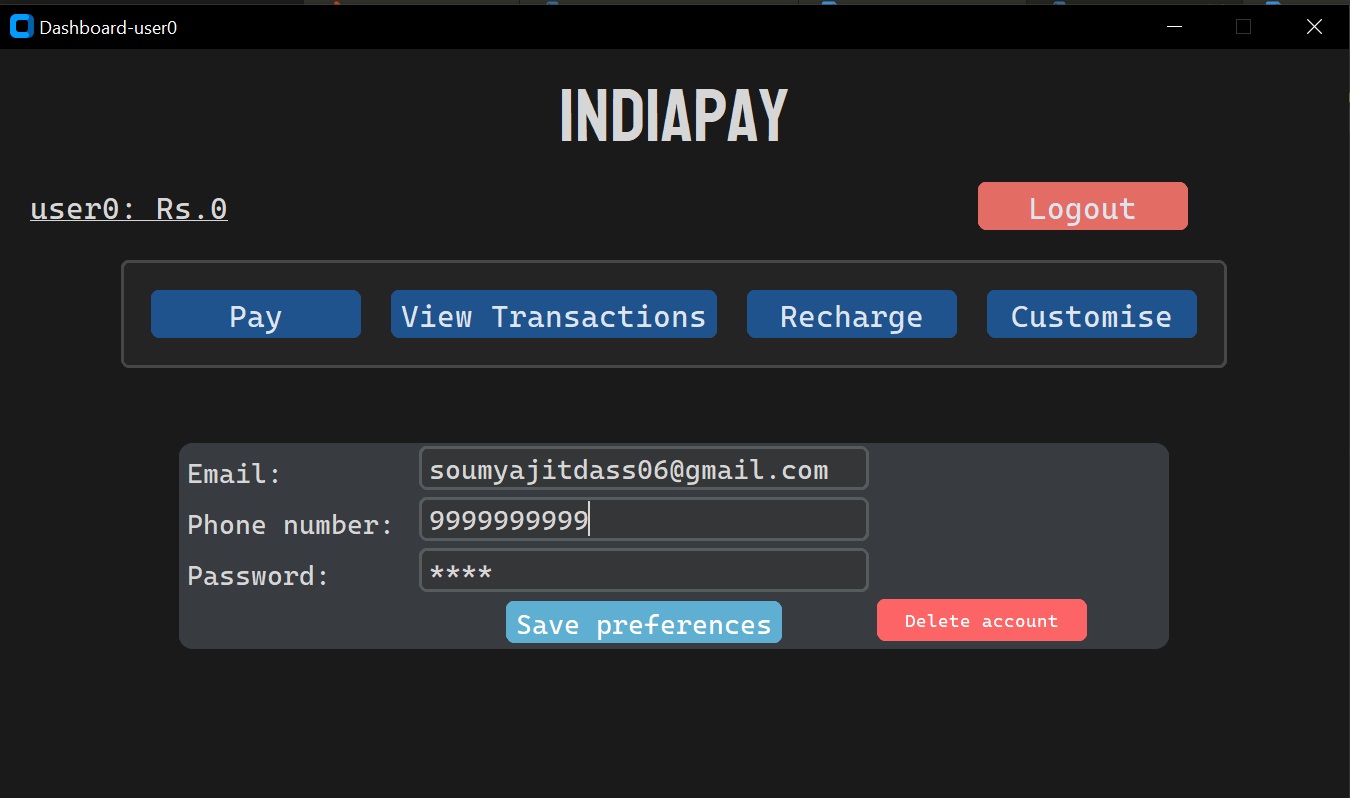 Dashboard-user0
INDIAPAY
user0: Rs.0
Logout
Pay
View Transactions
Recharge
Customise
Email:
soumyajitdass06@gmail.com
Phone number:
9999999999
Password:
****
Save preferences
Delete account